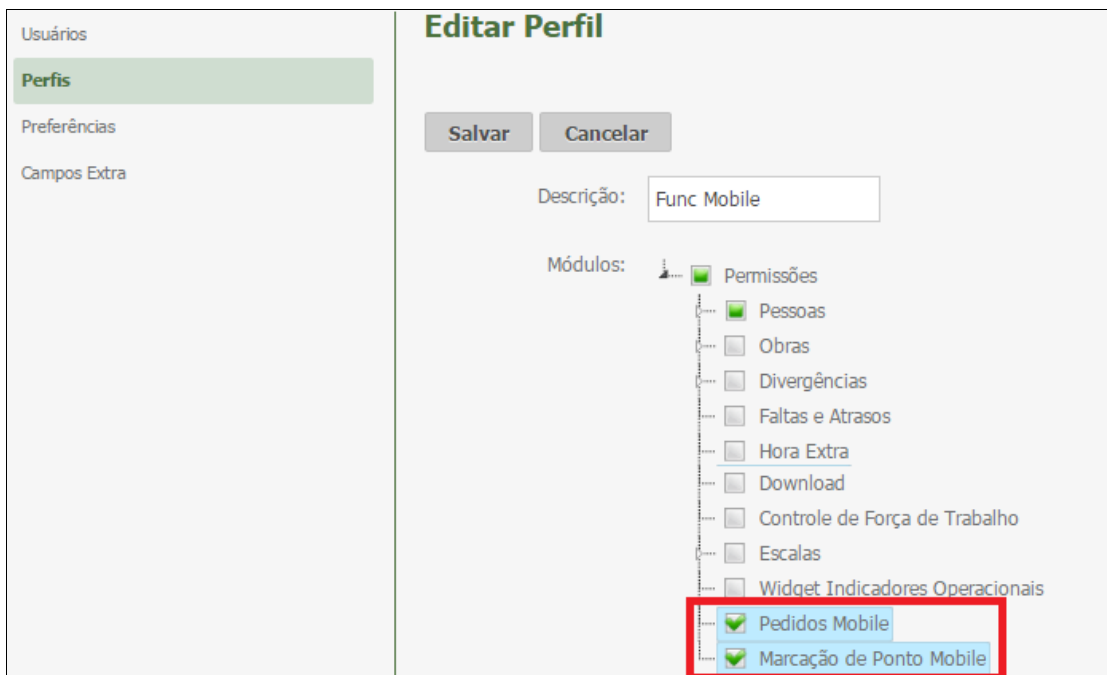 Usuários
Perfis
Preferências
Campos Extra
Editar Perfil
Salvar Cancelar
Descrição: Func Mobile
Módulos: Permissões
Pessoas
Obras
Divergências
Faltas e Atrasos
Hora Extra
Download
Controle de Força de Trabalho
Escalas
Widget Indicadores Operacionais
Pedidos Mobile
Marcação de Ponto Mobile